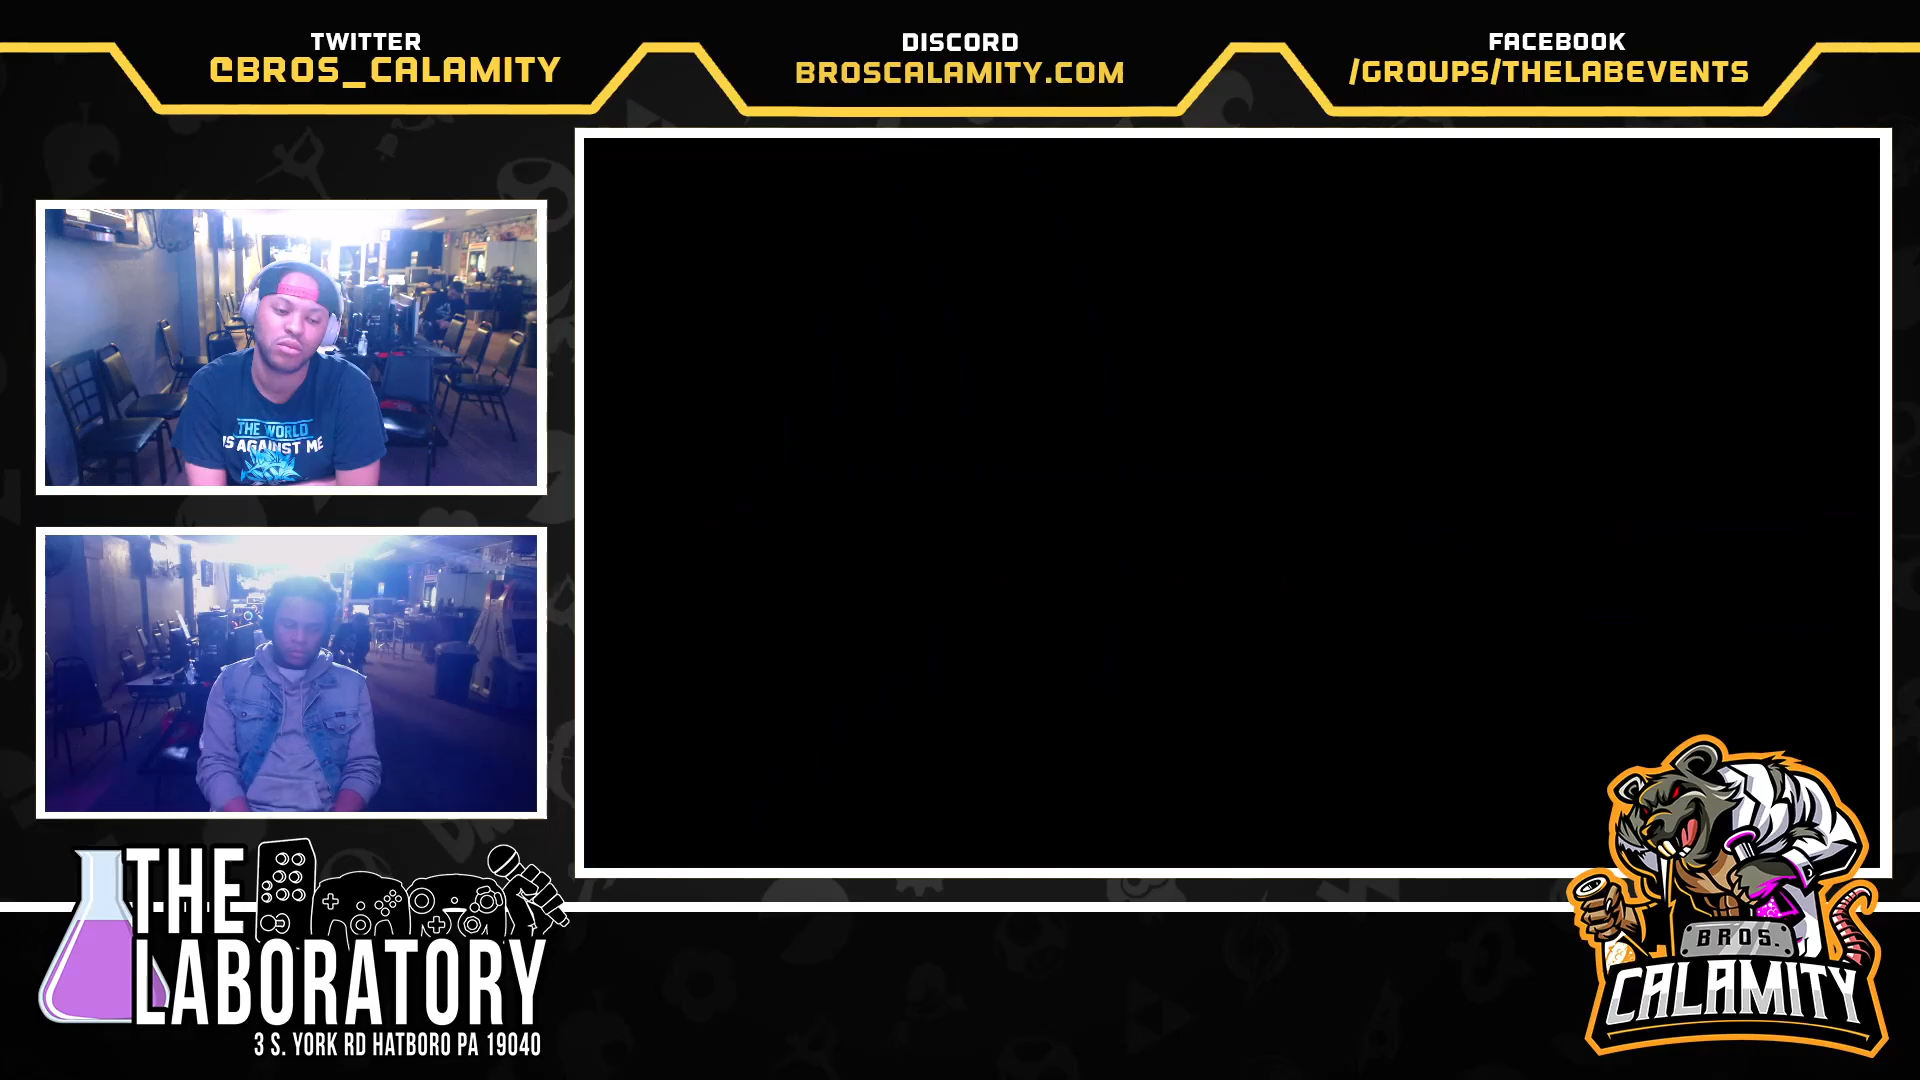 TWITTER
@BROS_CALAMITY
DISCORD
BROSCALAMITY.COM
FACEBOOK
/GROUPS/THELABEVENTS
THE WORLD
IS AGAINST ME
THE
LABORATORY
3 S. YORK RD HATBORO PA 19040
BROS.
CALAMITY